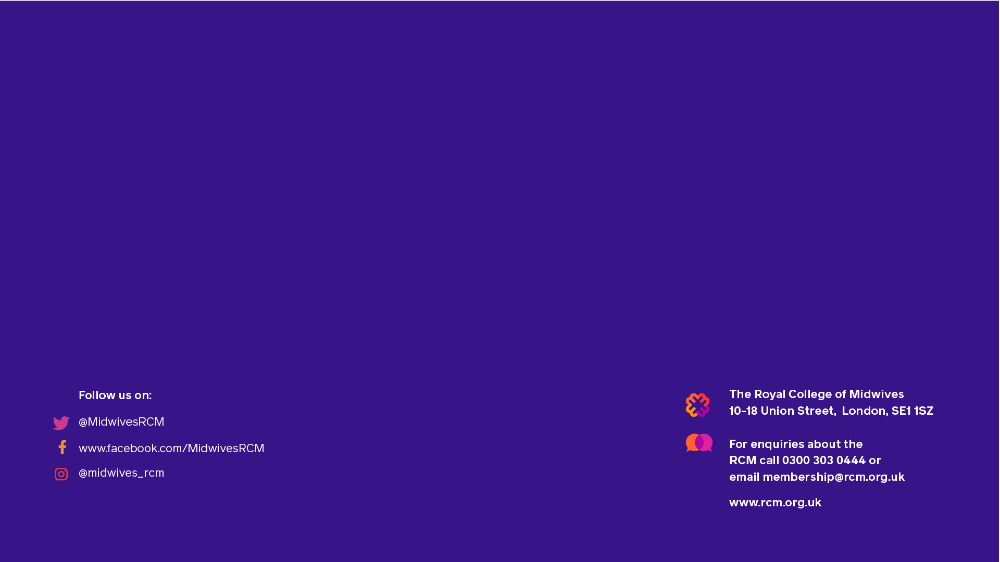 Follow us on:
@MidwivesRCM
www.facebook.com/MidwivesRCM
@midwives_rcm
The Royal College of Midwives
10-18 Union Street, London, SE1 1SZ
For enquiries about the
RCM call 0300 303 0444 or
email membership@rcm.org.uk
www.rcm.org.uk